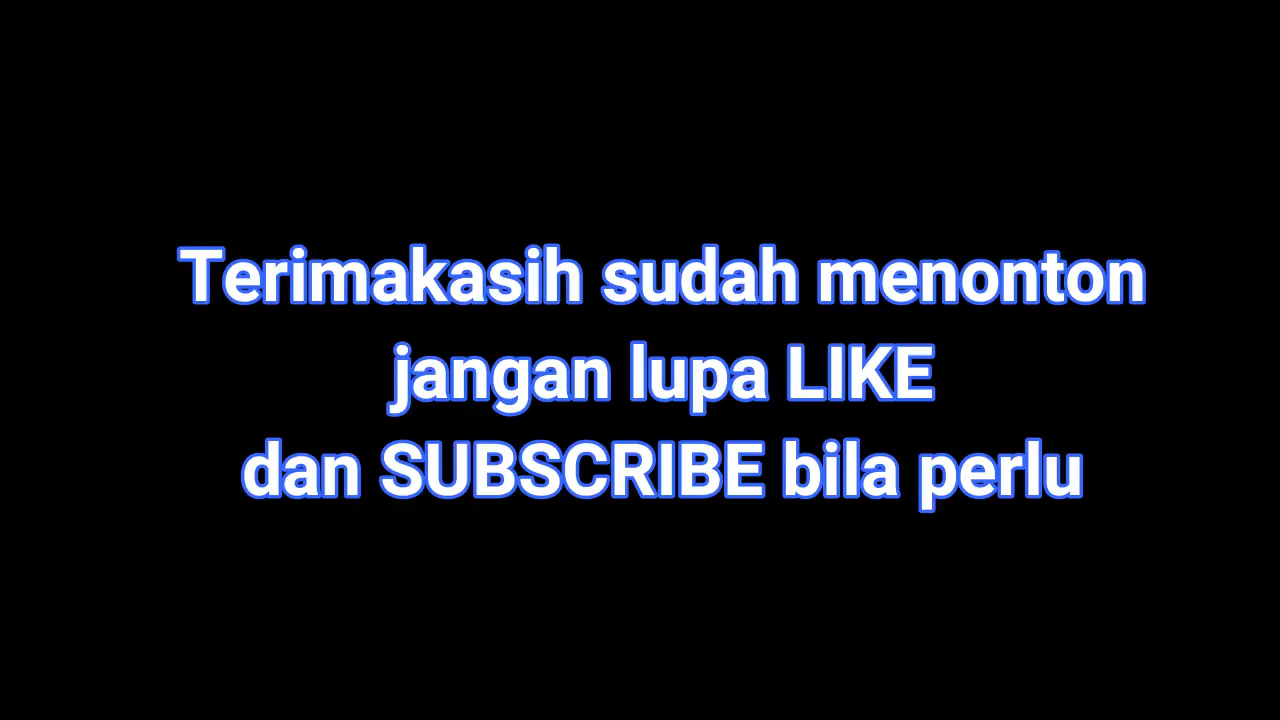 Terimakasih sudah menonton
jangan lupa LIKE
dan SUBSCRIBE bila perlu